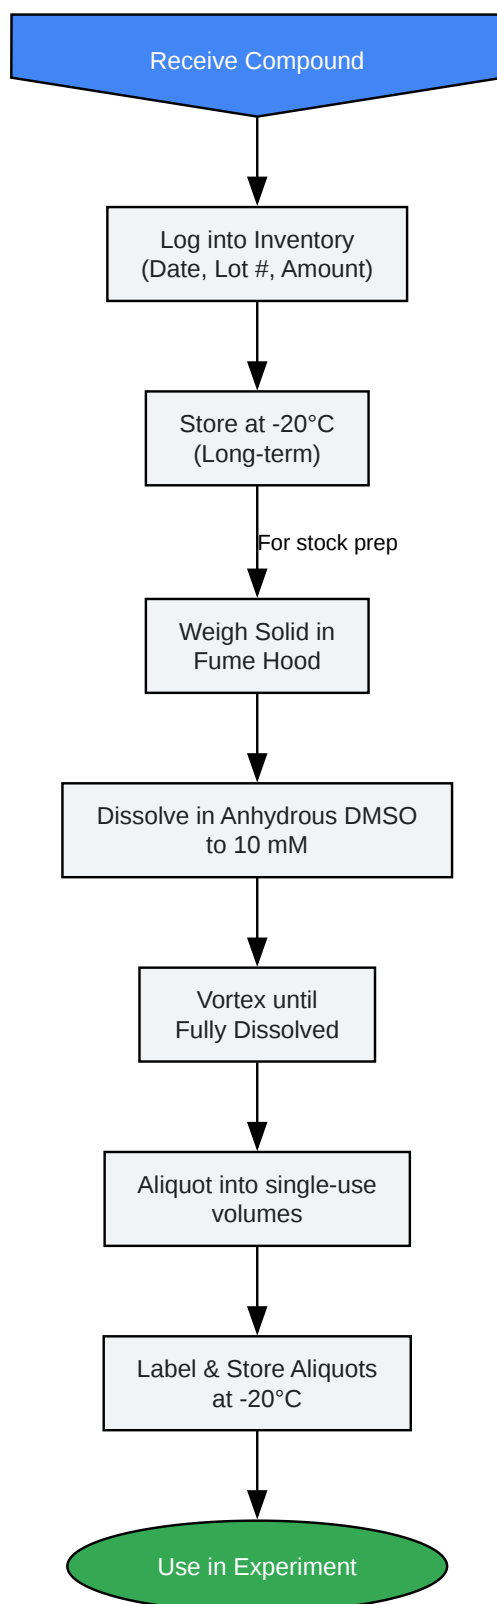 Receive Compound
Log into Inventory
(Date, Lot #, Amount)
Store at -20°C
(Long-term)
For stock prep
Weigh Solid in
Fume Hood
Dissolve in Anhydrous DMSO
to 10 mM
Vortex until
Fully Dissolved
Aliquot into single-use
volumes
Label & Store Aliquots
at -20°C
Use in Experiment